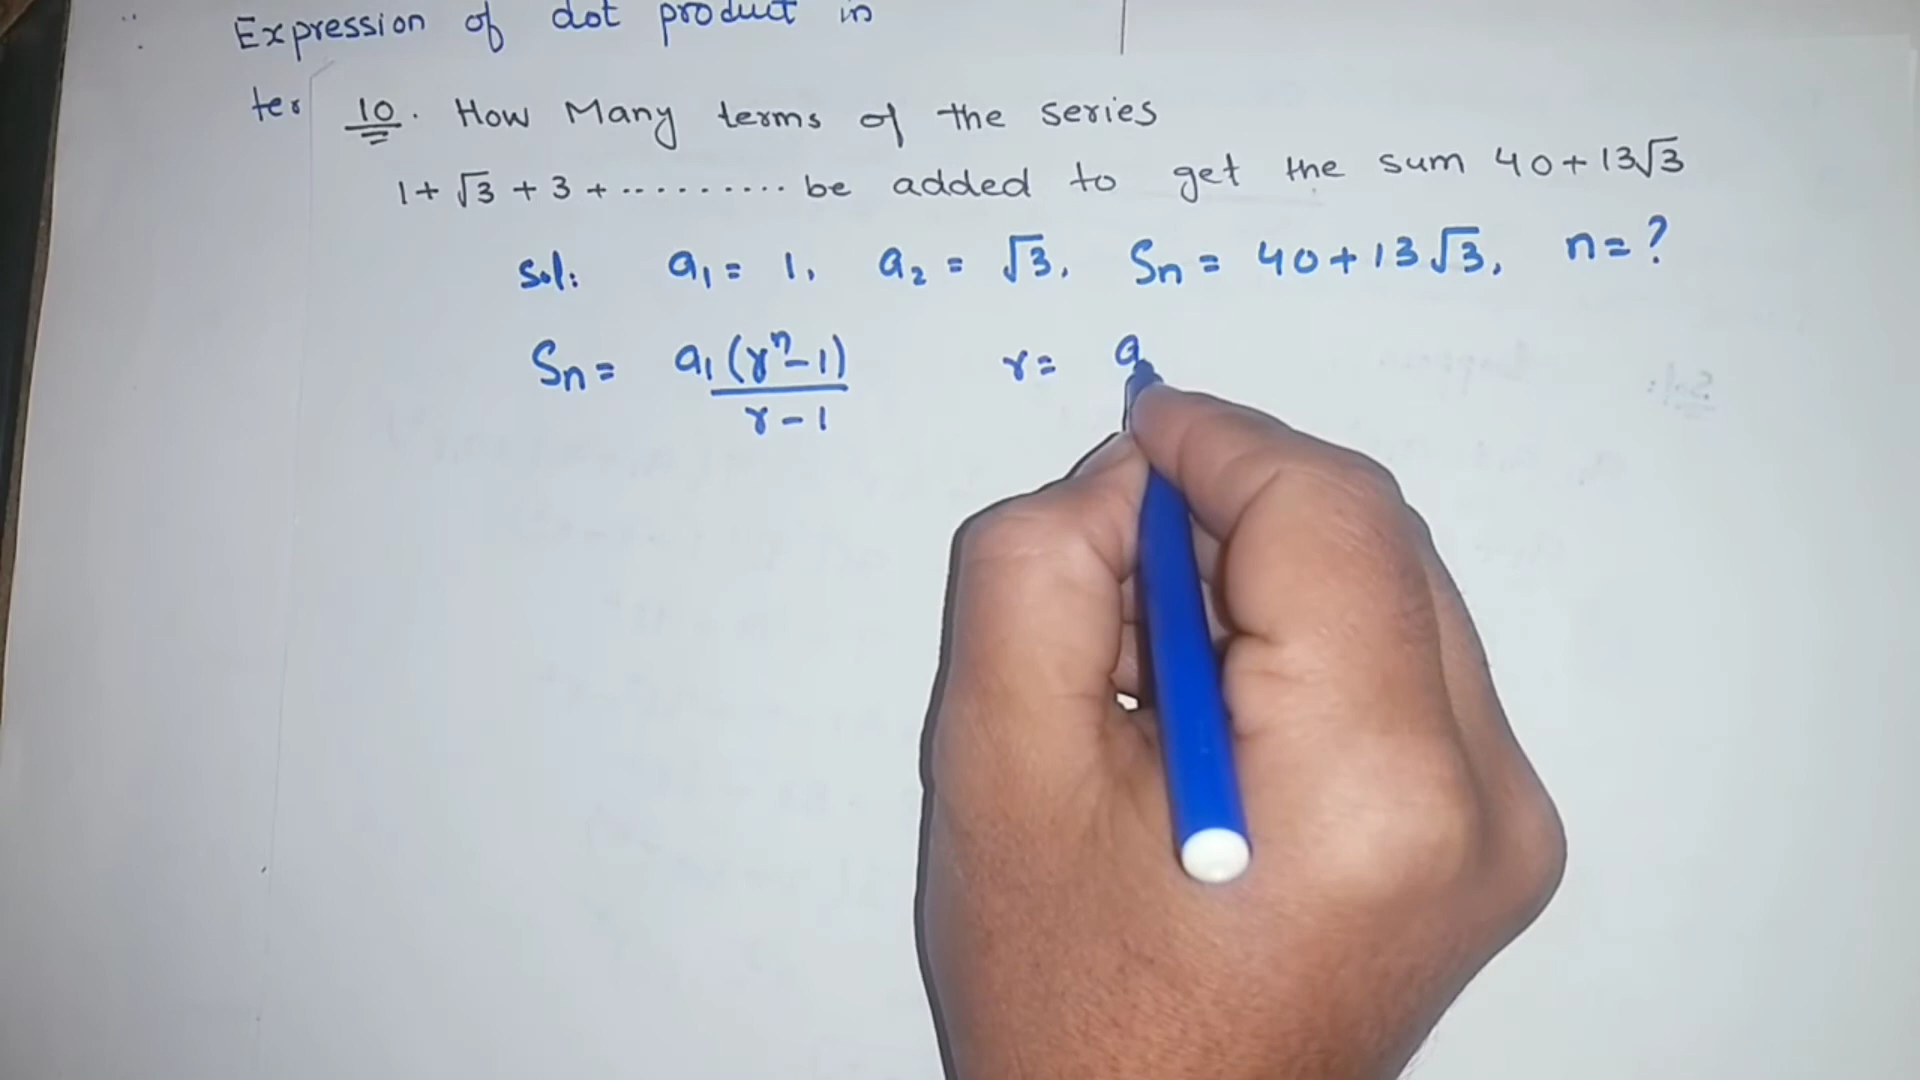 Expression of dot product in
ter
10. How Many terms of the series
1 + √3 + 3 + .......... be added to get the sum 40 + 13√3
Sol: a₁ = 1, a₂ = √3, Sn = 40 + 13√3, n = ?
Sn = a₁(rⁿ - 1) / r - 1 r = a